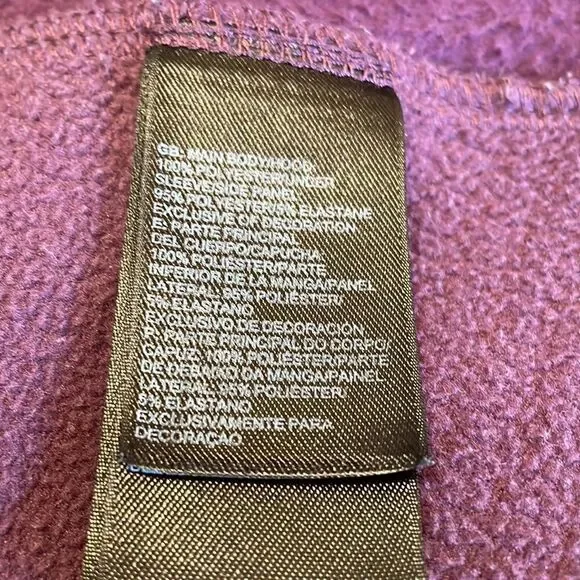 GB: MAIN BODY/HOOD
100% POLYESTER/UNDER
SLEEVE/SIDE PANEL
95% POLYESTER 5% ELASTANE
EXCLUSIVE OF DECORATION
E: PARTE PRINCIPAL
DEL CUERPO/CAPUCHA
100% POLIESTER/PARTE
INFERIOR DE LA MANGA/PANEL
LATERAL: 95% POLIÉSTER/
5% ELASTANO
EXCLUSIVO DE DECORACIÓN
P: PARTE PRINCIPAL DO CORPO/
CAPUZ: 100% POLIÉSTER/PARTE
DE DEBAIXO DA MANGA/PAINEL
LATERAL: 95% POLIÉSTER/
5% ELASTANO
EXCLUSIVAMENTE PARA
DECORAÇÃO